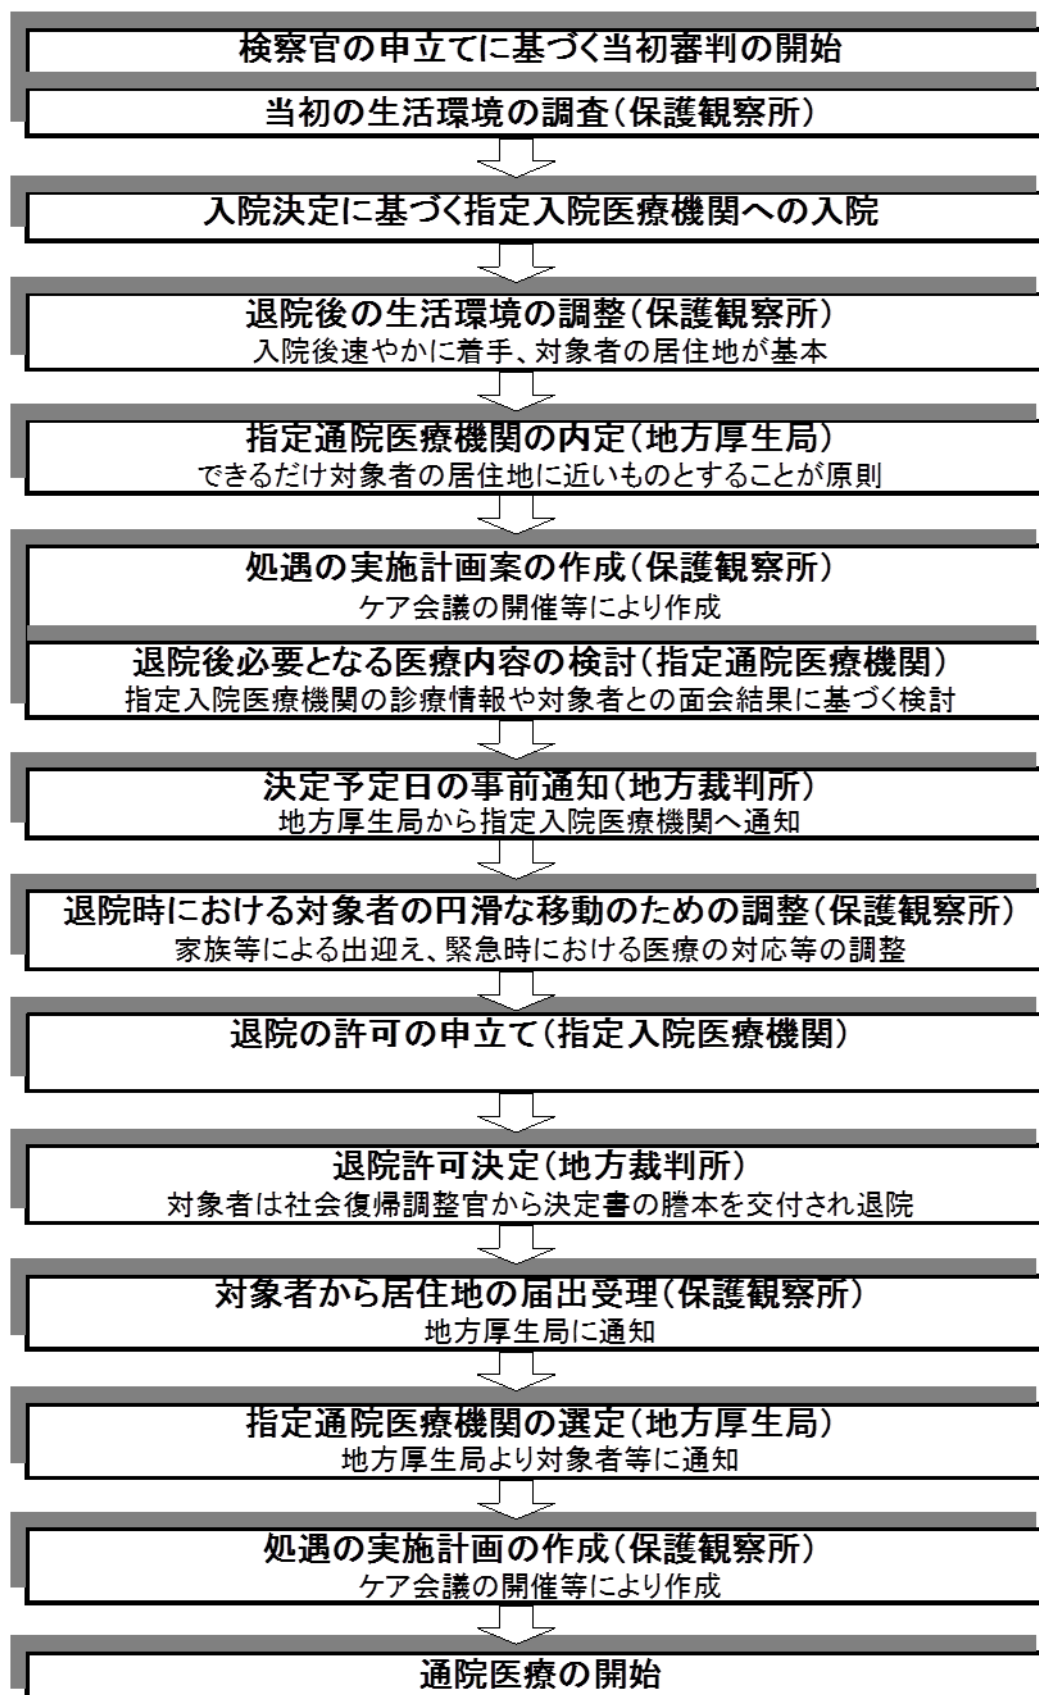 検察官の申立てに基づく当初審判の開始
当初の生活環境の調査(保護観察所)
入院決定に基づく指定入院医療機関への入院
退院後の生活環境の調整(保護観察所)
入院後速やかに着手、対象者の居住地が基本
指定通院医療機関の内定(地方厚生局)
できるだけ対象者の居住地に近いものとすることが原則
処遇の実施計画案の作成(保護観察所)
ケア会議の開催等により作成
退院後必要となる医療内容の検討(指定通院医療機関)
指定入院医療機関の診療情報や対象者との面会結果に基づく検討
決定予定日の事前通知(地方裁判所)
地方厚生局から指定入院医療機関へ通知
退院時における対象者の円滑な移動のための調整(保護観察所)
家族等による出迎え、緊急時における医療の対応等の調整
退院の許可の申立て(指定入院医療機関)
退院許可決定(地方裁判所)
対象者は社会復帰調整官から決定書の謄本を交付され退院
対象者から居住地の届出受理(保護観察所)
地方厚生局に通知
指定通院医療機関の選定(地方厚生局)
地方厚生局より対象者等に通知
処遇の実施計画の作成(保護観察所)
ケア会議の開催等により作成
通院医療の開始